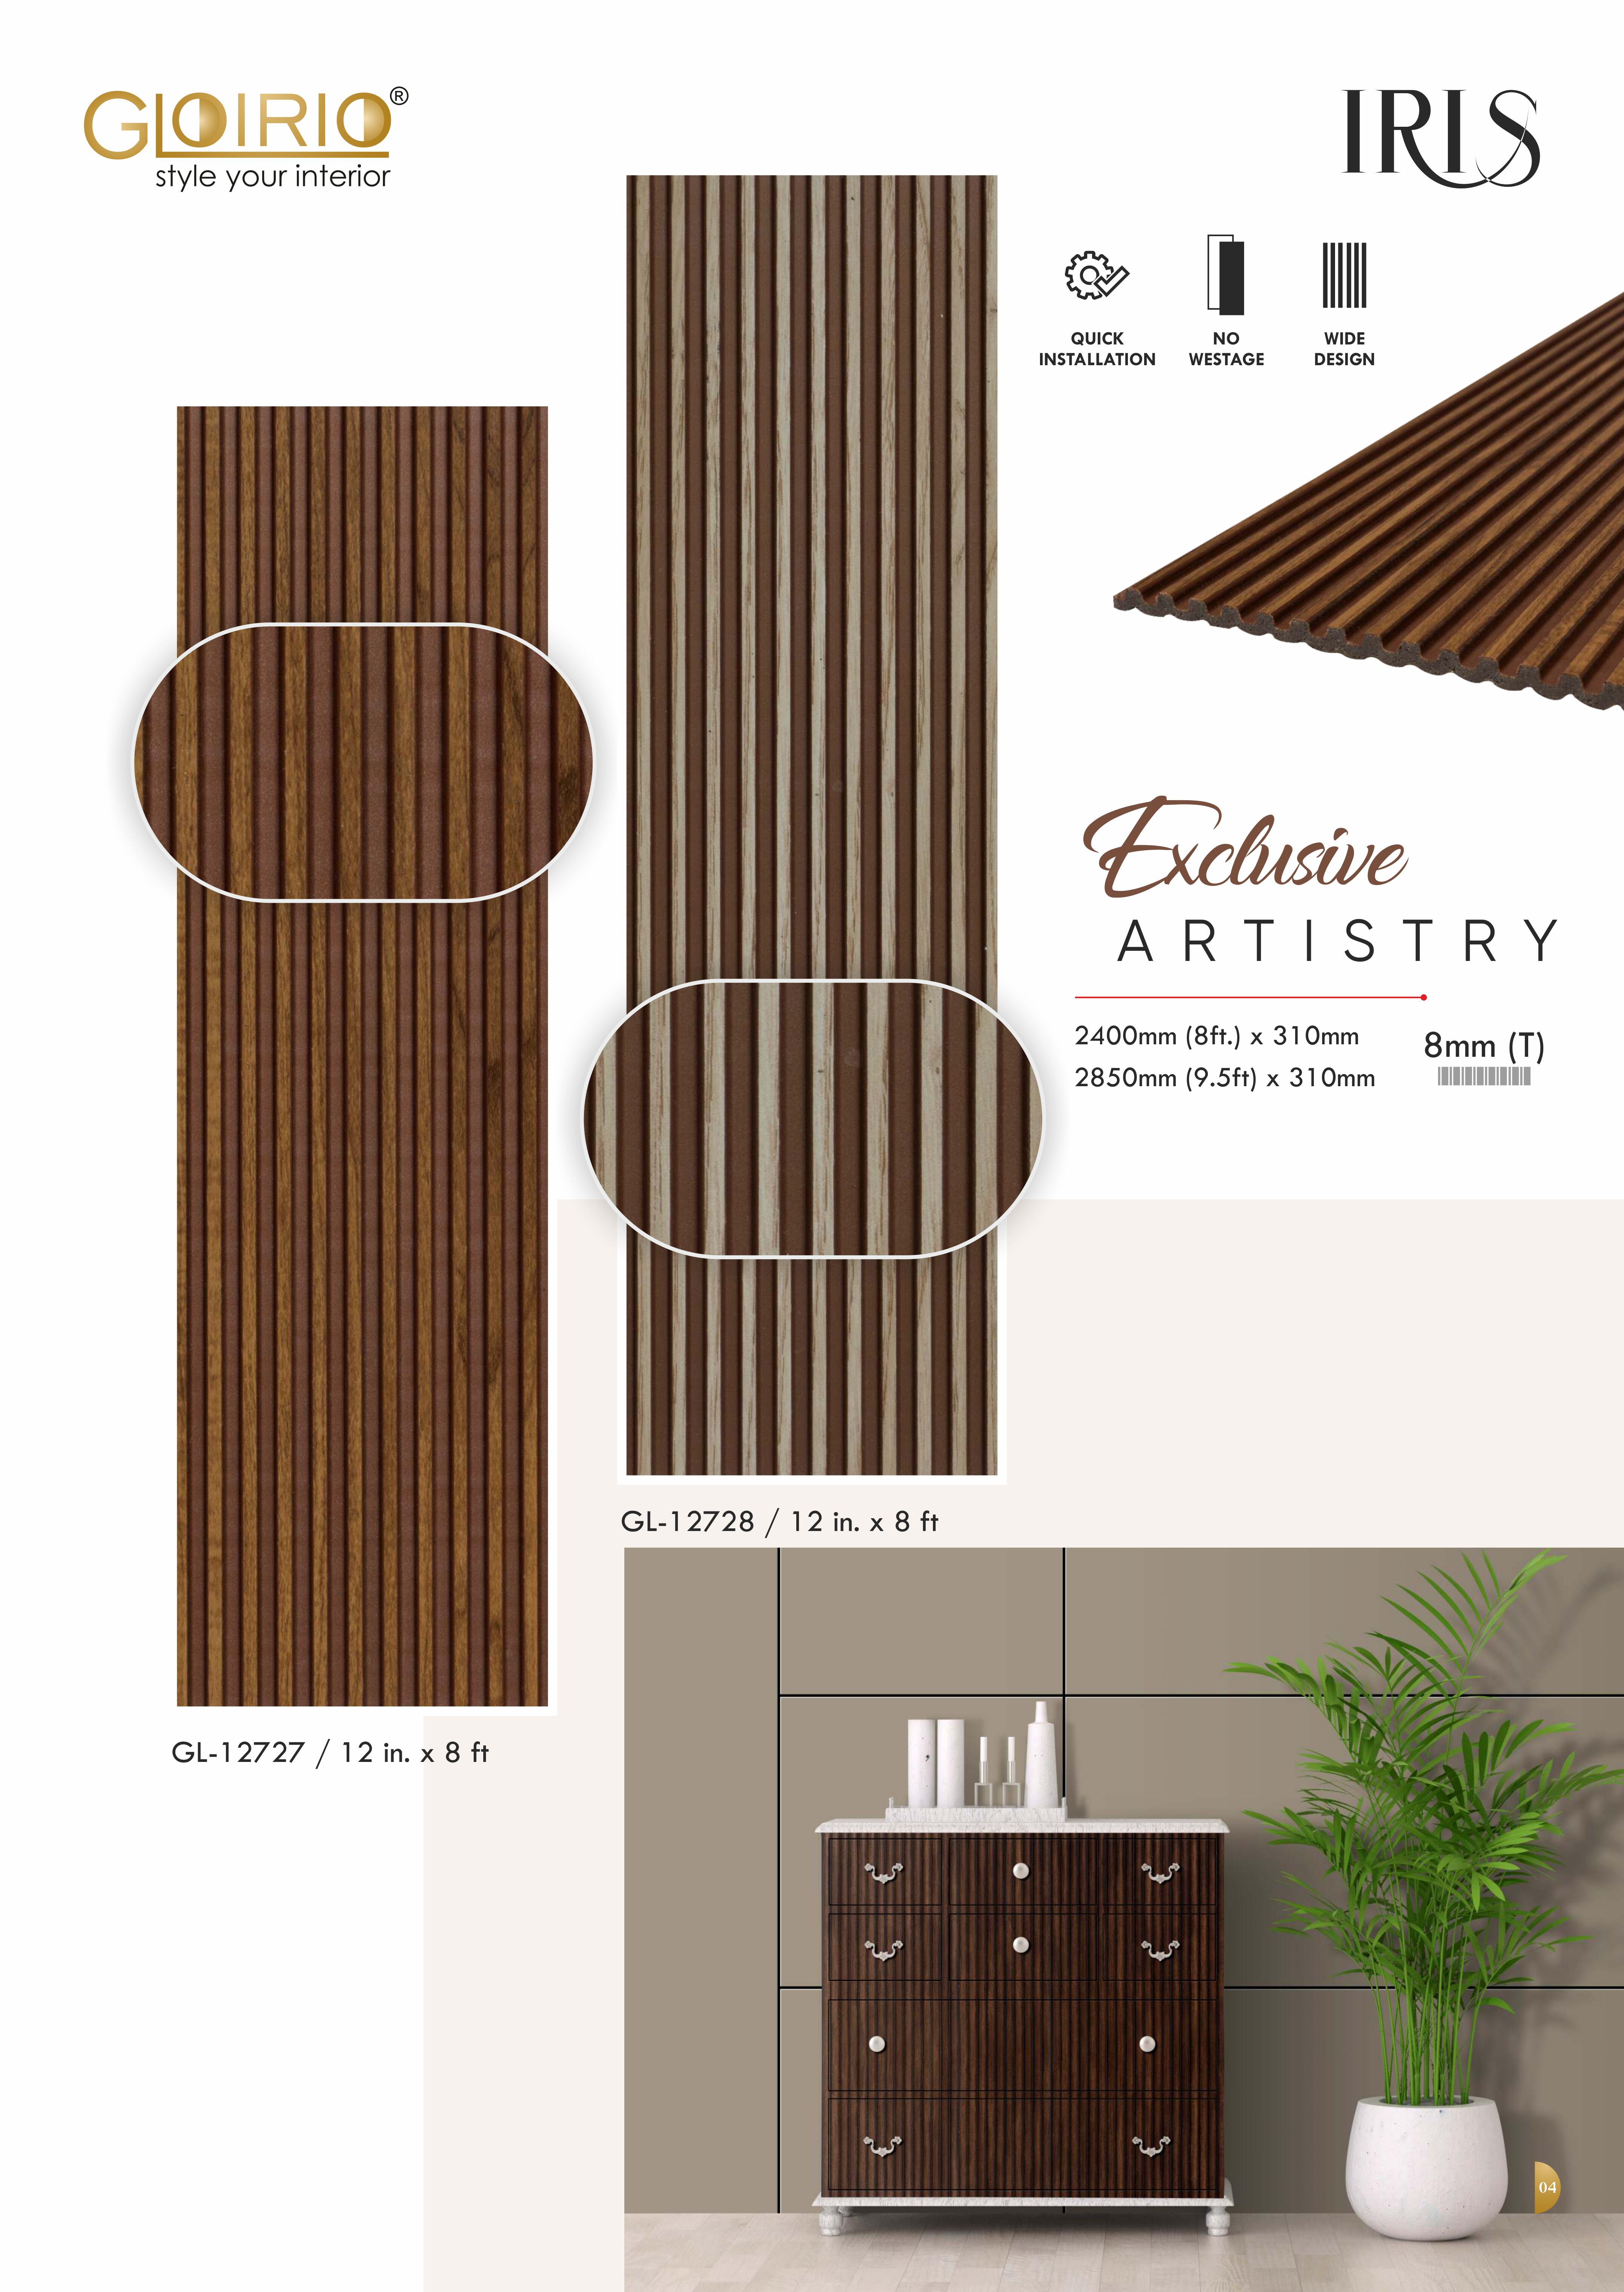 GLOIRIO®
style your interior
IRIS
QUICK
INSTALLATION
NO
WESTAGE
WIDE
DESIGN
Exclusive
ARTISTRY
2400mm (8ft.) x 310mm
2850mm (9.5ft) x 310mm
8mm (T)
GL-12728 / 12 in. x 8 ft
GL-12727 / 12 in. x 8 ft
04